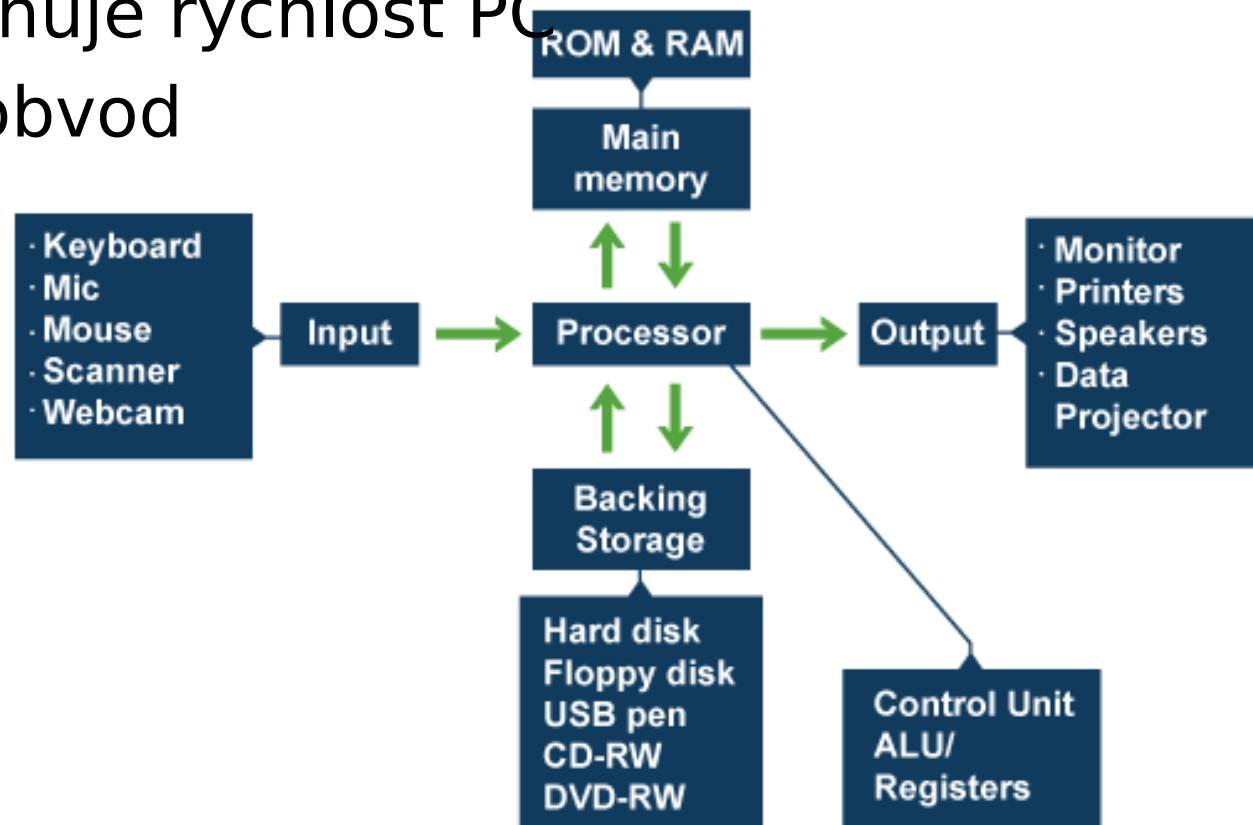 nuje rychlost PC
obvod
ROM & RAM
Main
memory
· Keyboard
· Mic
· Mouse
· Scanner
· Webcam
Input
Processor
Output
· Monitor
· Printers
· Speakers
· Data
Projector
Backing
Storage
Hard disk
Floppy disk
USB pen
CD-RW
DVD-RW
Control Unit
ALU/
Registers